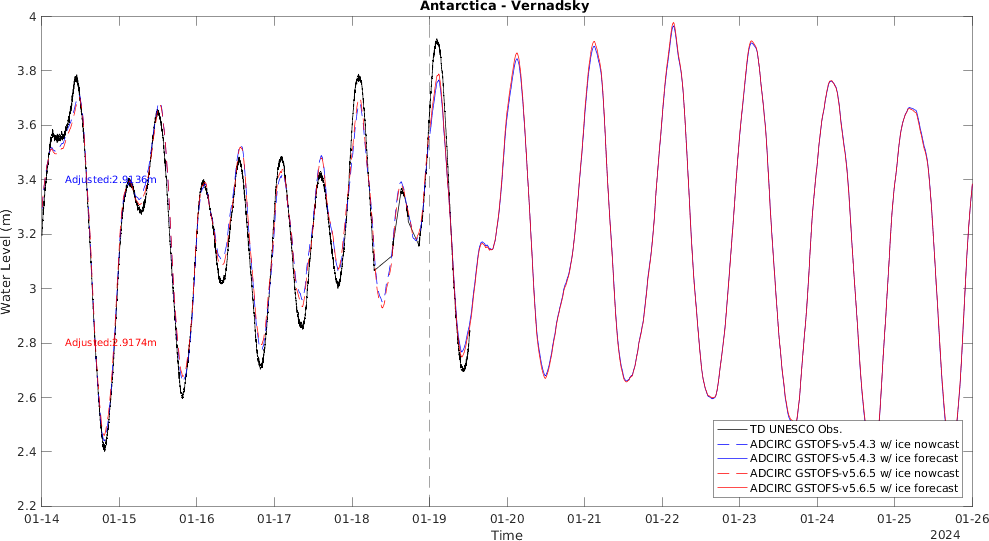 Antarctica - Vernadsky
4
3.8
3.6
3.4
3.2
3
2.8
2.6
2.4
2.2
Water Level (m)
Adjusted:2.9136m
Adjusted:2.9174m
TD UNESCO Obs.
ADCIRC GSTOFS-v5.4.3 w/ ice nowcast
ADCIRC GSTOFS-v5.4.3 w/ ice forecast
ADCIRC GSTOFS-v5.6.5 w/ ice nowcast
ADCIRC GSTOFS-v5.6.5 w/ ice forecast
01-14 01-15 01-16 01-17 01-18 01-19 01-20 01-21 01-22 01-23 01-24 01-25 01-26
Time
2024